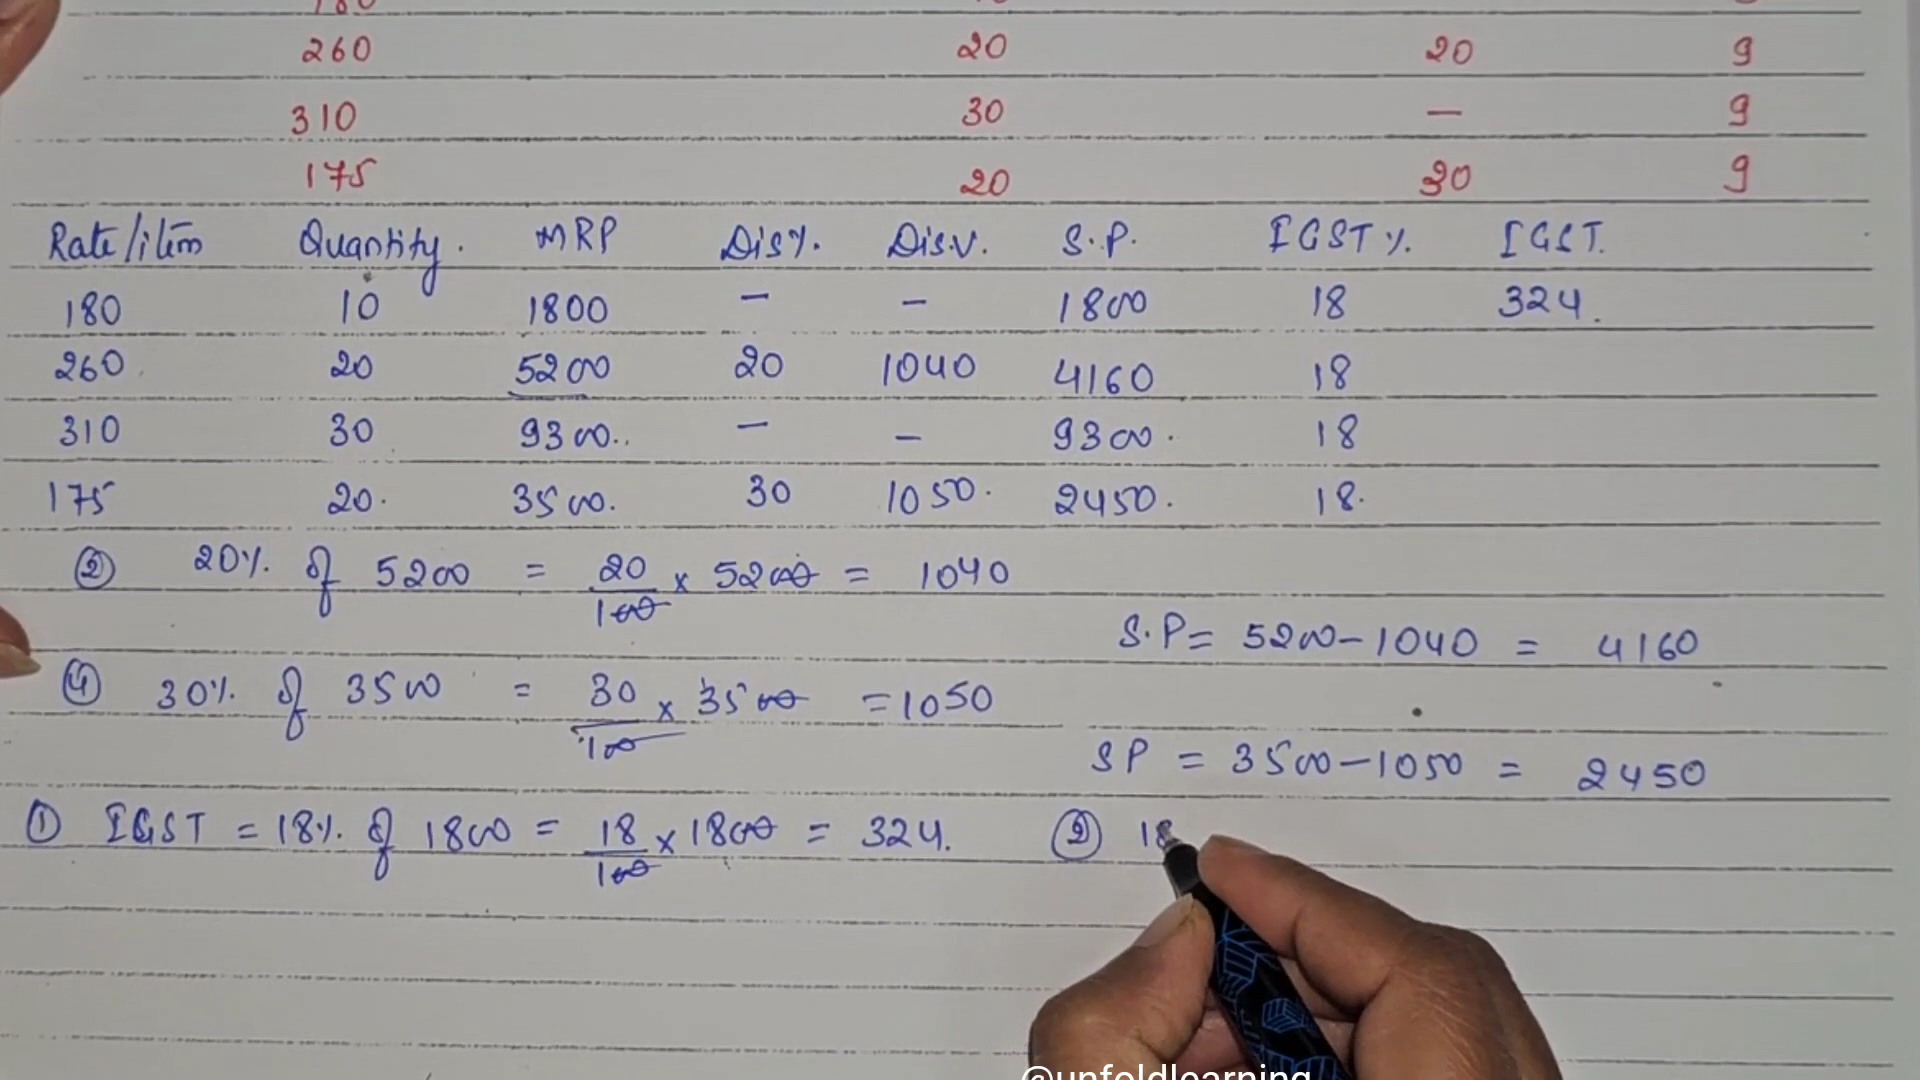 180
260 20 20 9
310 30 — 9
175 20 30 9
Rate/item Quantity. MRP Dis%. Dis.v. S.P. IGST%. IGST.
180 10 1800 — — 1800 18 324.
260 20 5200 20 1040 4160 18
310 30 9300.. — — 9300. 18
175 20. 3500. 30 1050. 2450. 18.
② 20%. of 5200 = 20/100 x 5200 = 1040
S.P = 5200 - 1040 = 4160
④ 30%. of 3500 = 30/100 x 3500 = 1050
SP = 3500 - 1050 = 2450
① IGST = 18%. of 1800 = 18/100 x 1800 = 324. ② 18
@unfoldlearning